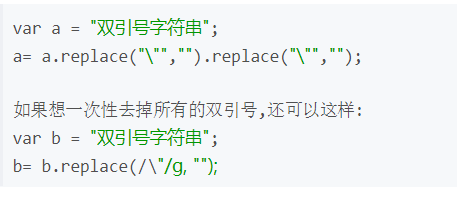 var a = "双引号字符串";
a= a.replace("\"","").replace("\"","");
如果想一次性去掉所有的双引号,还可以这样:
var b = "双引号字符串";
b= b.replace(/\"/g, "");